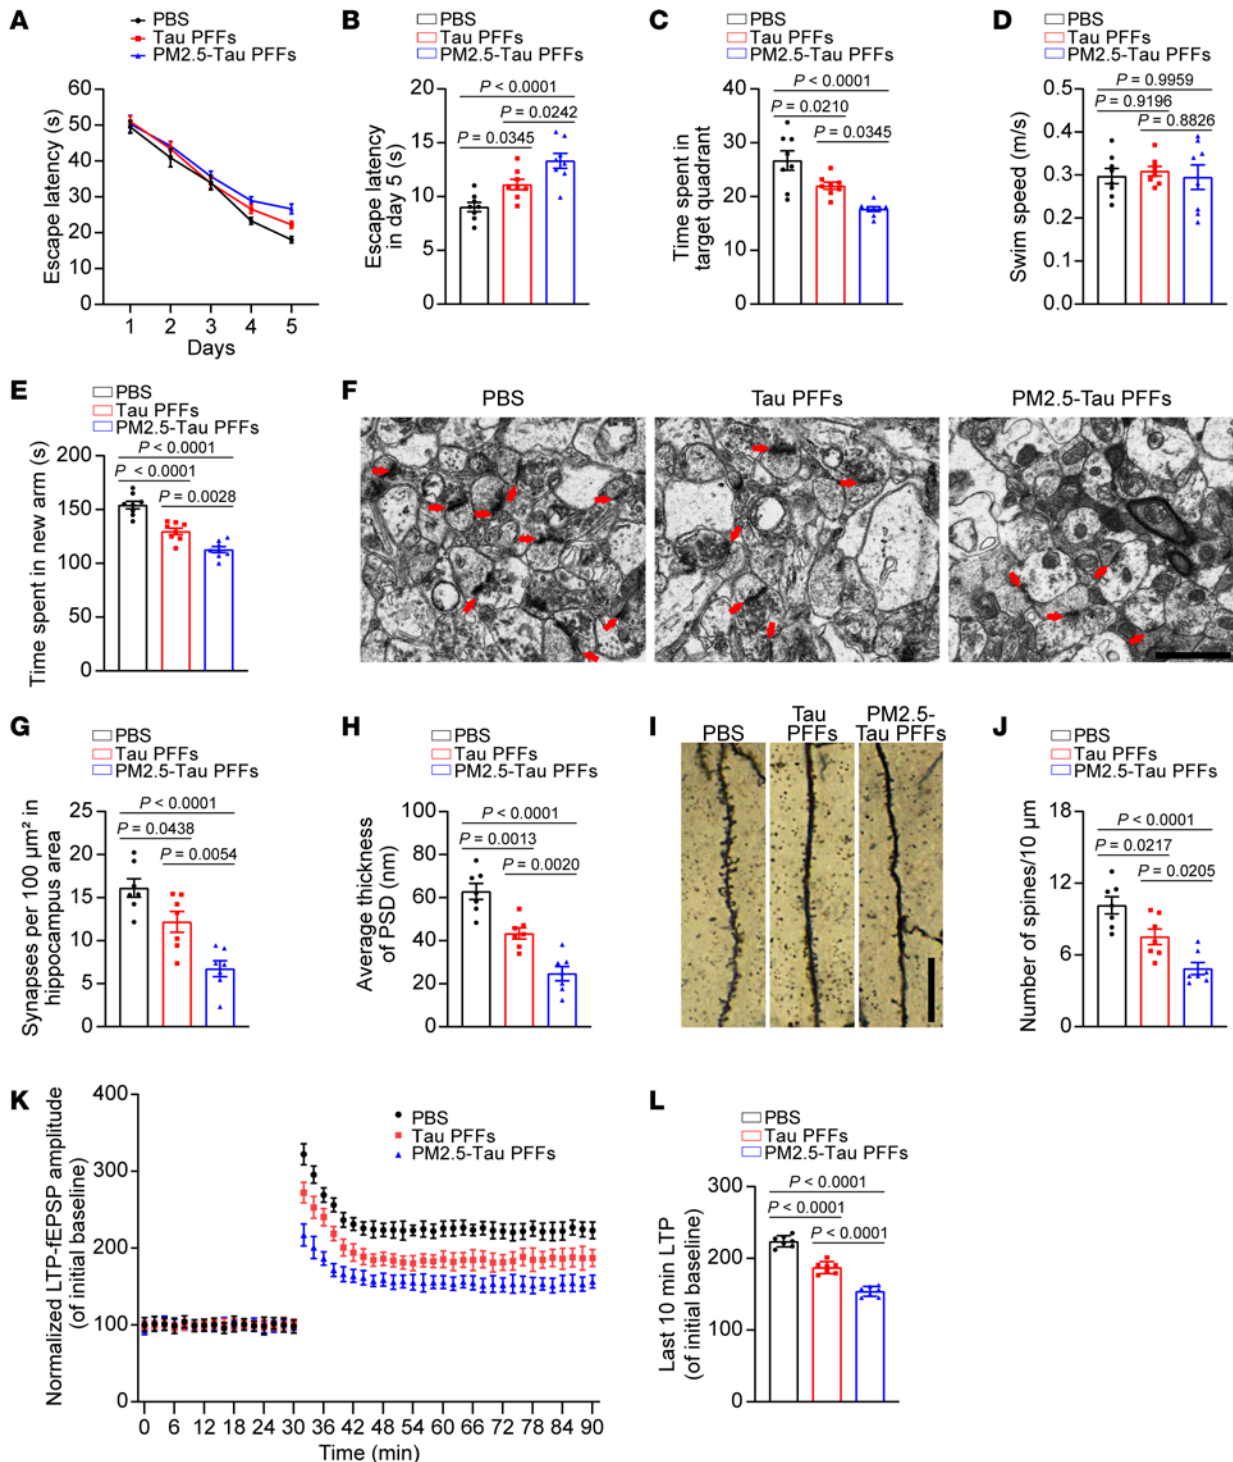 A
PBS
Tau PFFs
PM2.5-Tau PFFs
Escape latency (s)
60
50
40
30
20
10
0
1 2 3 4 5
Days
B
PBS
Tau PFFs
PM2.5-Tau PFFs
P < 0.0001
P = 0.0242
P = 0.0345
Escape latency
in day 5 (s)
20
15
10
5
0
C
PBS
Tau PFFs
PM2.5-Tau PFFs
P < 0.0001
P = 0.0210
P = 0.0345
Time spent in
target quadrant
40
30
20
10
0
D
PBS
Tau PFFs
PM2.5-Tau PFFs
P = 0.9959
P = 0.9196
P = 0.8826
Swim speed (m/s)
0.5
0.4
0.3
0.2
0.1
0.0
E
PBS
Tau PFFs
PM2.5-Tau PFFs
P < 0.0001
P < 0.0001
P = 0.0028
Time spent in new arm (s)
200
150
100
50
0
F
PBS
Tau PFFs
PM2.5-Tau PFFs
G
PBS
Tau PFFs
PM2.5-Tau PFFs
P < 0.0001
P = 0.0438
P = 0.0054
Synapses per 100 μm² in
hippocampus area
25
20
15
10
5
0
H
PBS
Tau PFFs
PM2.5-Tau PFFs
P < 0.0001
P = 0.0013
P = 0.0020
Average thickness
of PSD (nm)
100
80
60
40
20
0
I
PBS
Tau
PFFs
PM2.5-
Tau PFFs
J
PBS
Tau PFFs
PM2.5-Tau PFFs
P < 0.0001
P = 0.0217
P = 0.0205
Number of spines/10 μm
18
12
6
0
K
PBS
Tau PFFs
PM2.5-Tau PFFs
Normalized LTP-fEPSP amplitude
(of initial baseline)
400
300
200
100
0
0 6 12 18 24 30 36 42 48 54 60 66 72 78 84 90
Time (min)
L
PBS
Tau PFFs
PM2.5-Tau PFFs
P < 0.0001
P < 0.0001
P < 0.0001
Last 10 min LTP
(of initial baseline)
300
200
100
0